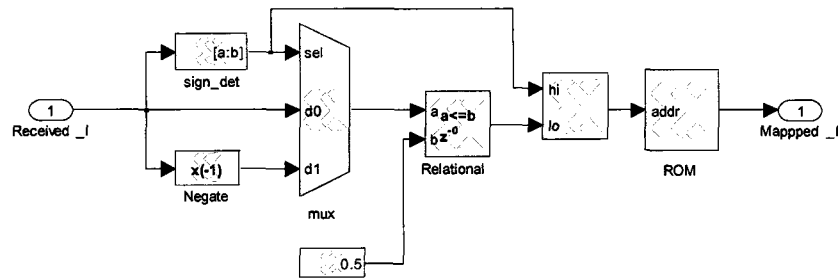 [a:b]
sign_det
sel
hi
1
Received _I
d0
a a<=b
b z⁻⁰
Relational
lo
addr
ROM
1
Mappped _I
x(-1)
Negate
d1
mux
0.5